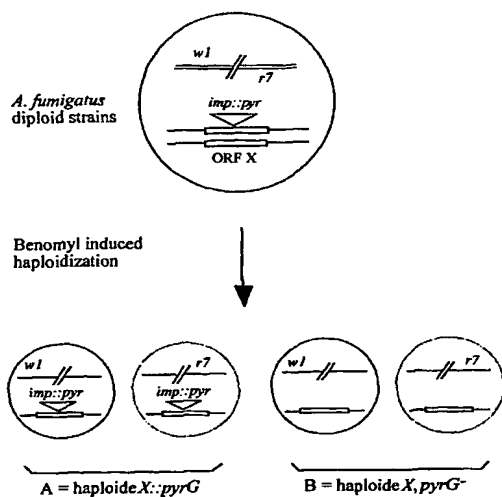 w1
r7
A. fumigatus
diploid strains
imp::pyr
ORF X
Benomyl induced
haploidization
w1
imp::pyr
r7
imp::pyr
w1
r7
A = haploide X::pyrG
B = haploide X, pyrG-